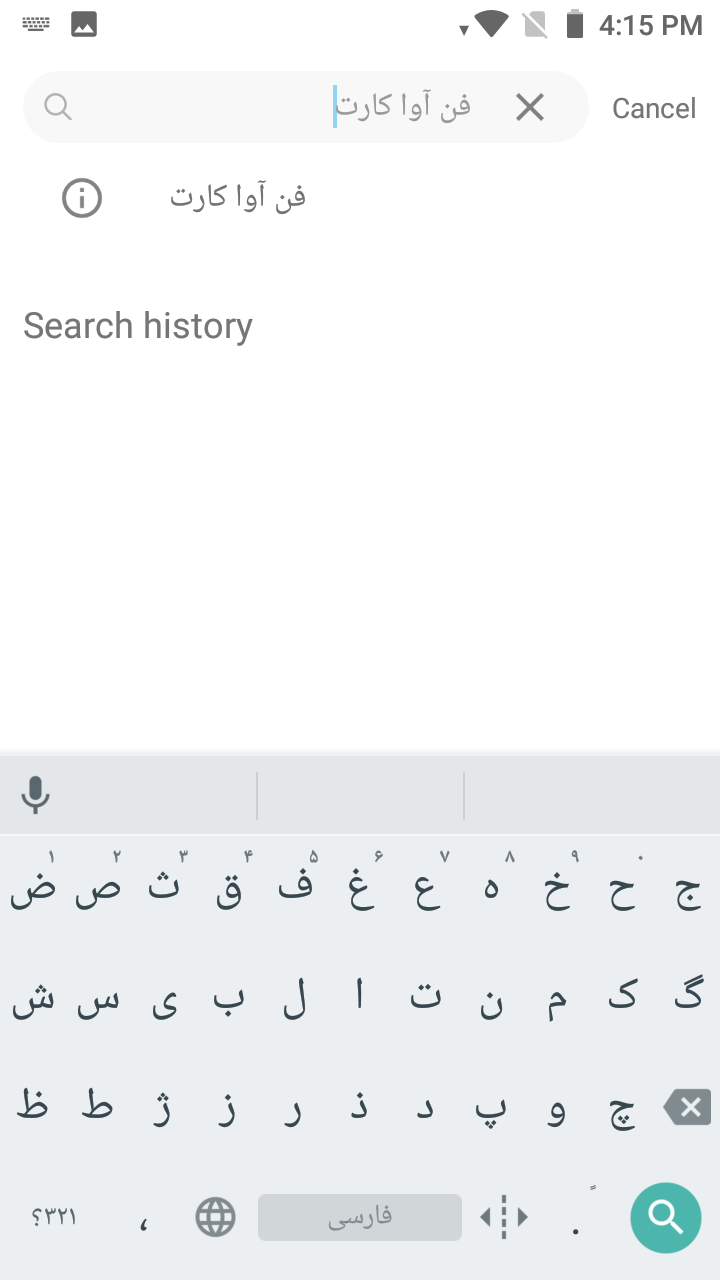 4:15 PM
فن آوا کارت
Cancel
فن آوا کارت
Search history
۱ ۲ ۳ ۴ ۵ ۶ ۷ ۸ ۹ ۰
ض ص ث ق ف غ ع ه خ ح ج
ش س ی ب ل ا ت ن م ک گ
ظ ط ژ ز ر ذ د پ و چ
۳۲۱؟ ، فارسی . ً